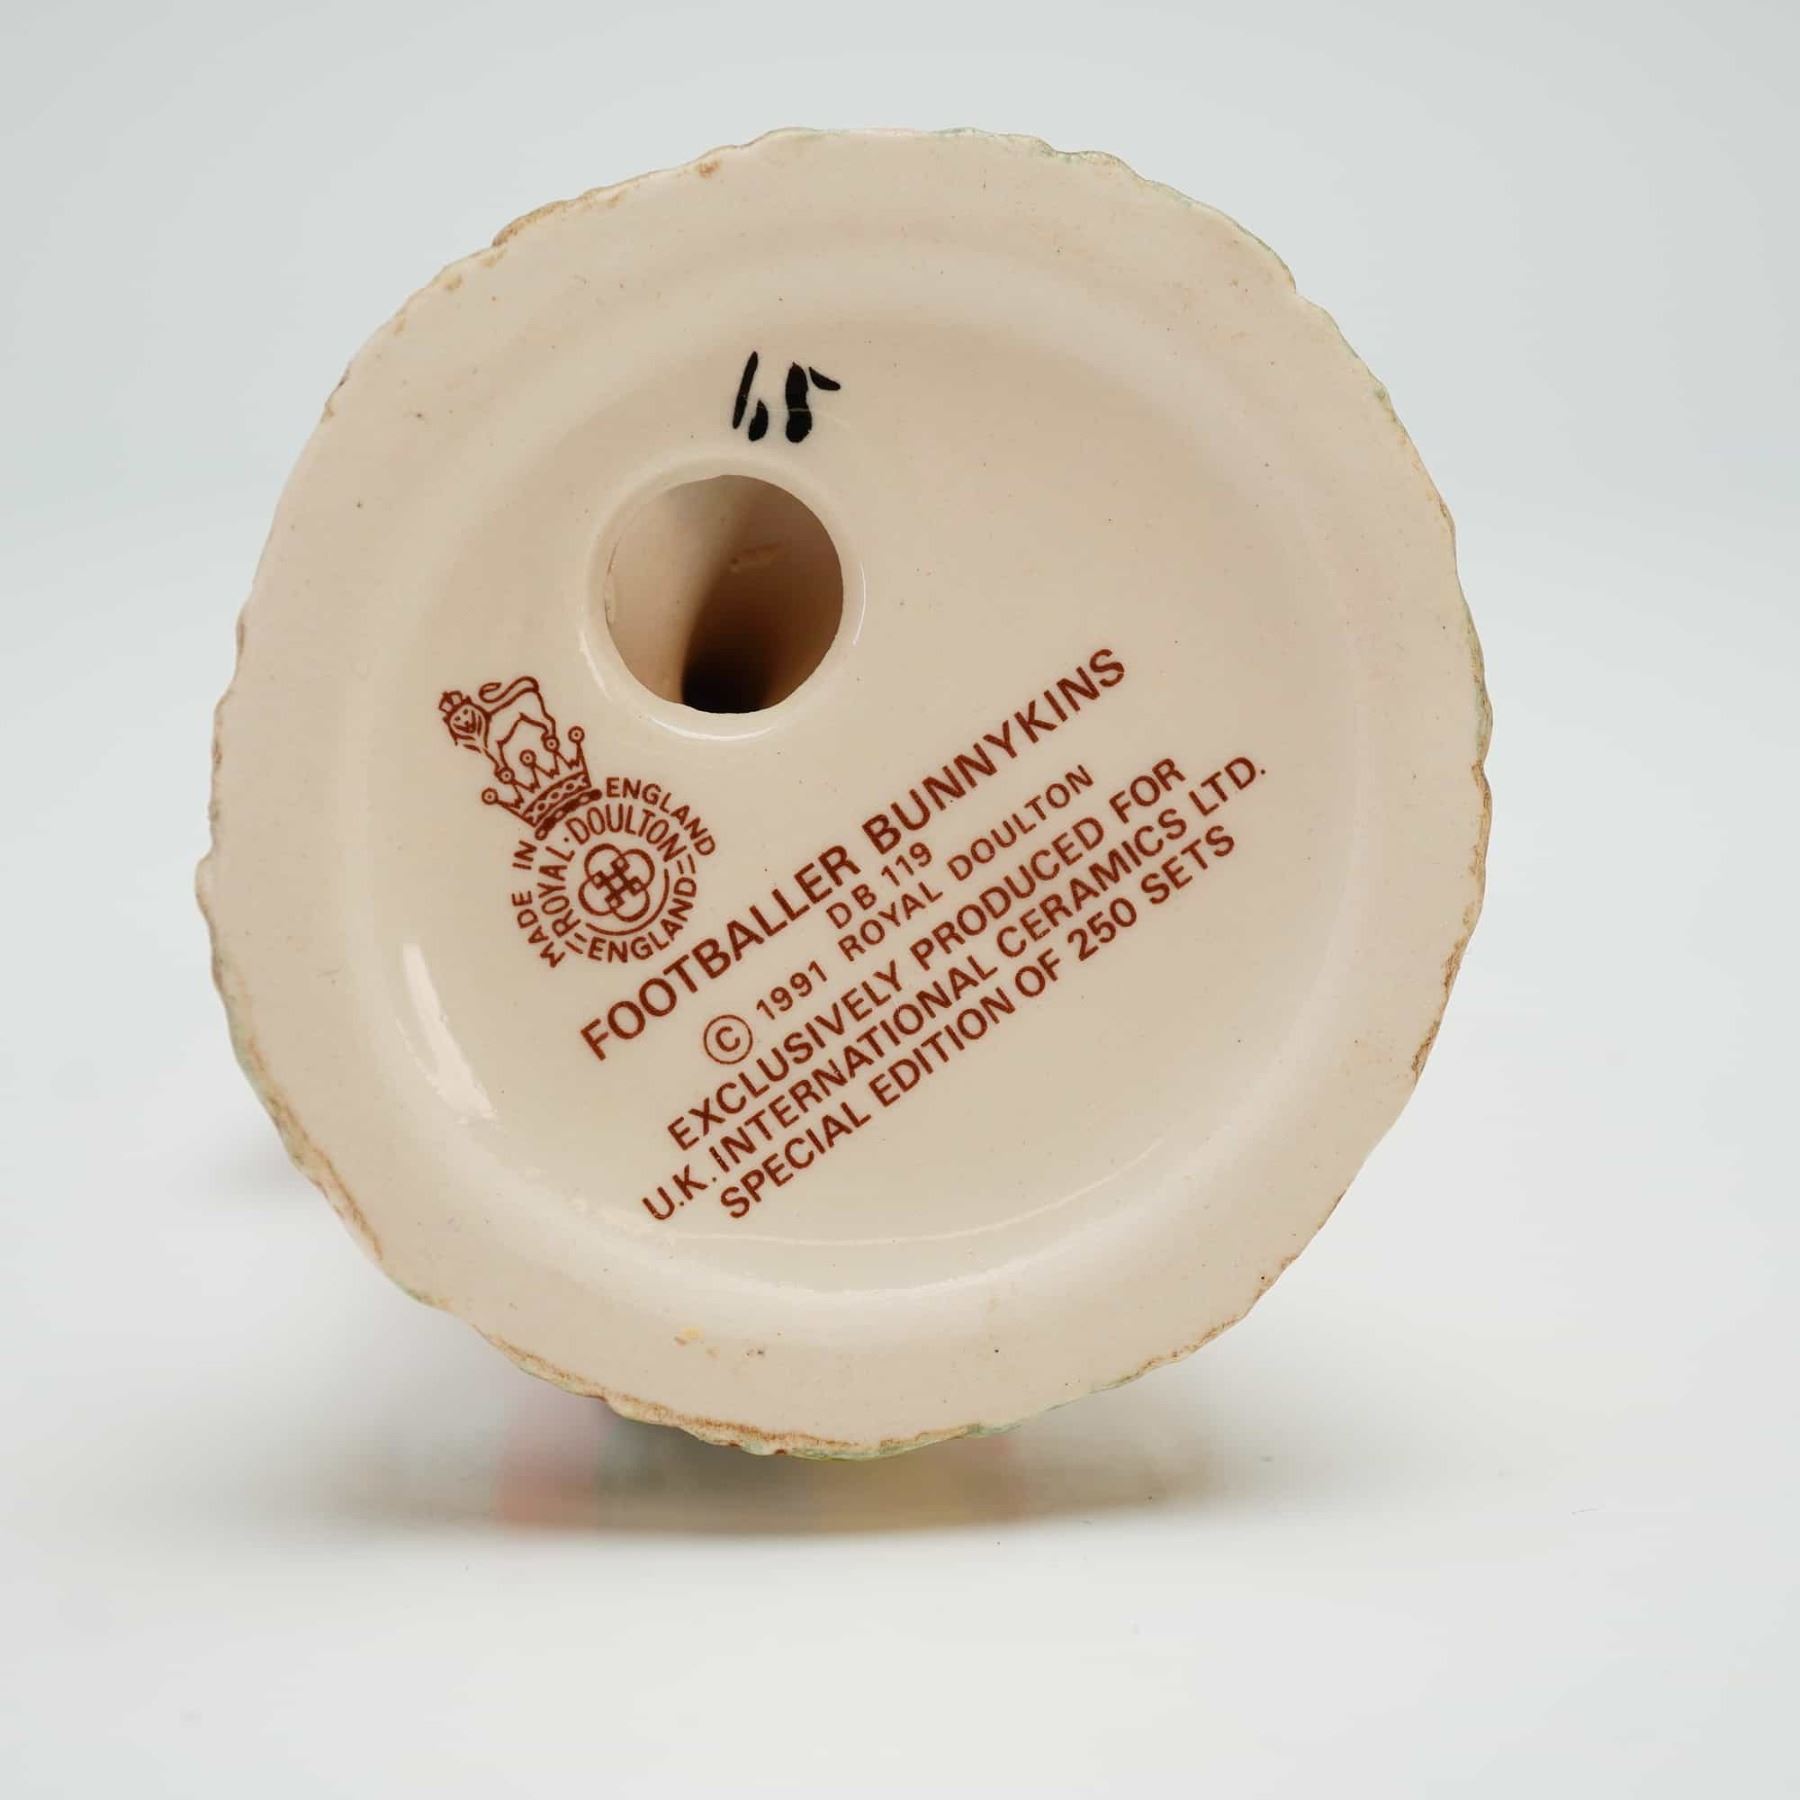 MADE IN ENGLAND
ROYAL·DOULTON
ENGLAND
FOOTBALLER BUNNYKINS
DB 119
© 1991 ROYAL DOULTON
EXCLUSIVELY PRODUCED FOR
U.K. INTERNATIONAL CERAMICS LTD.
SPECIAL EDITION OF 250 SETS